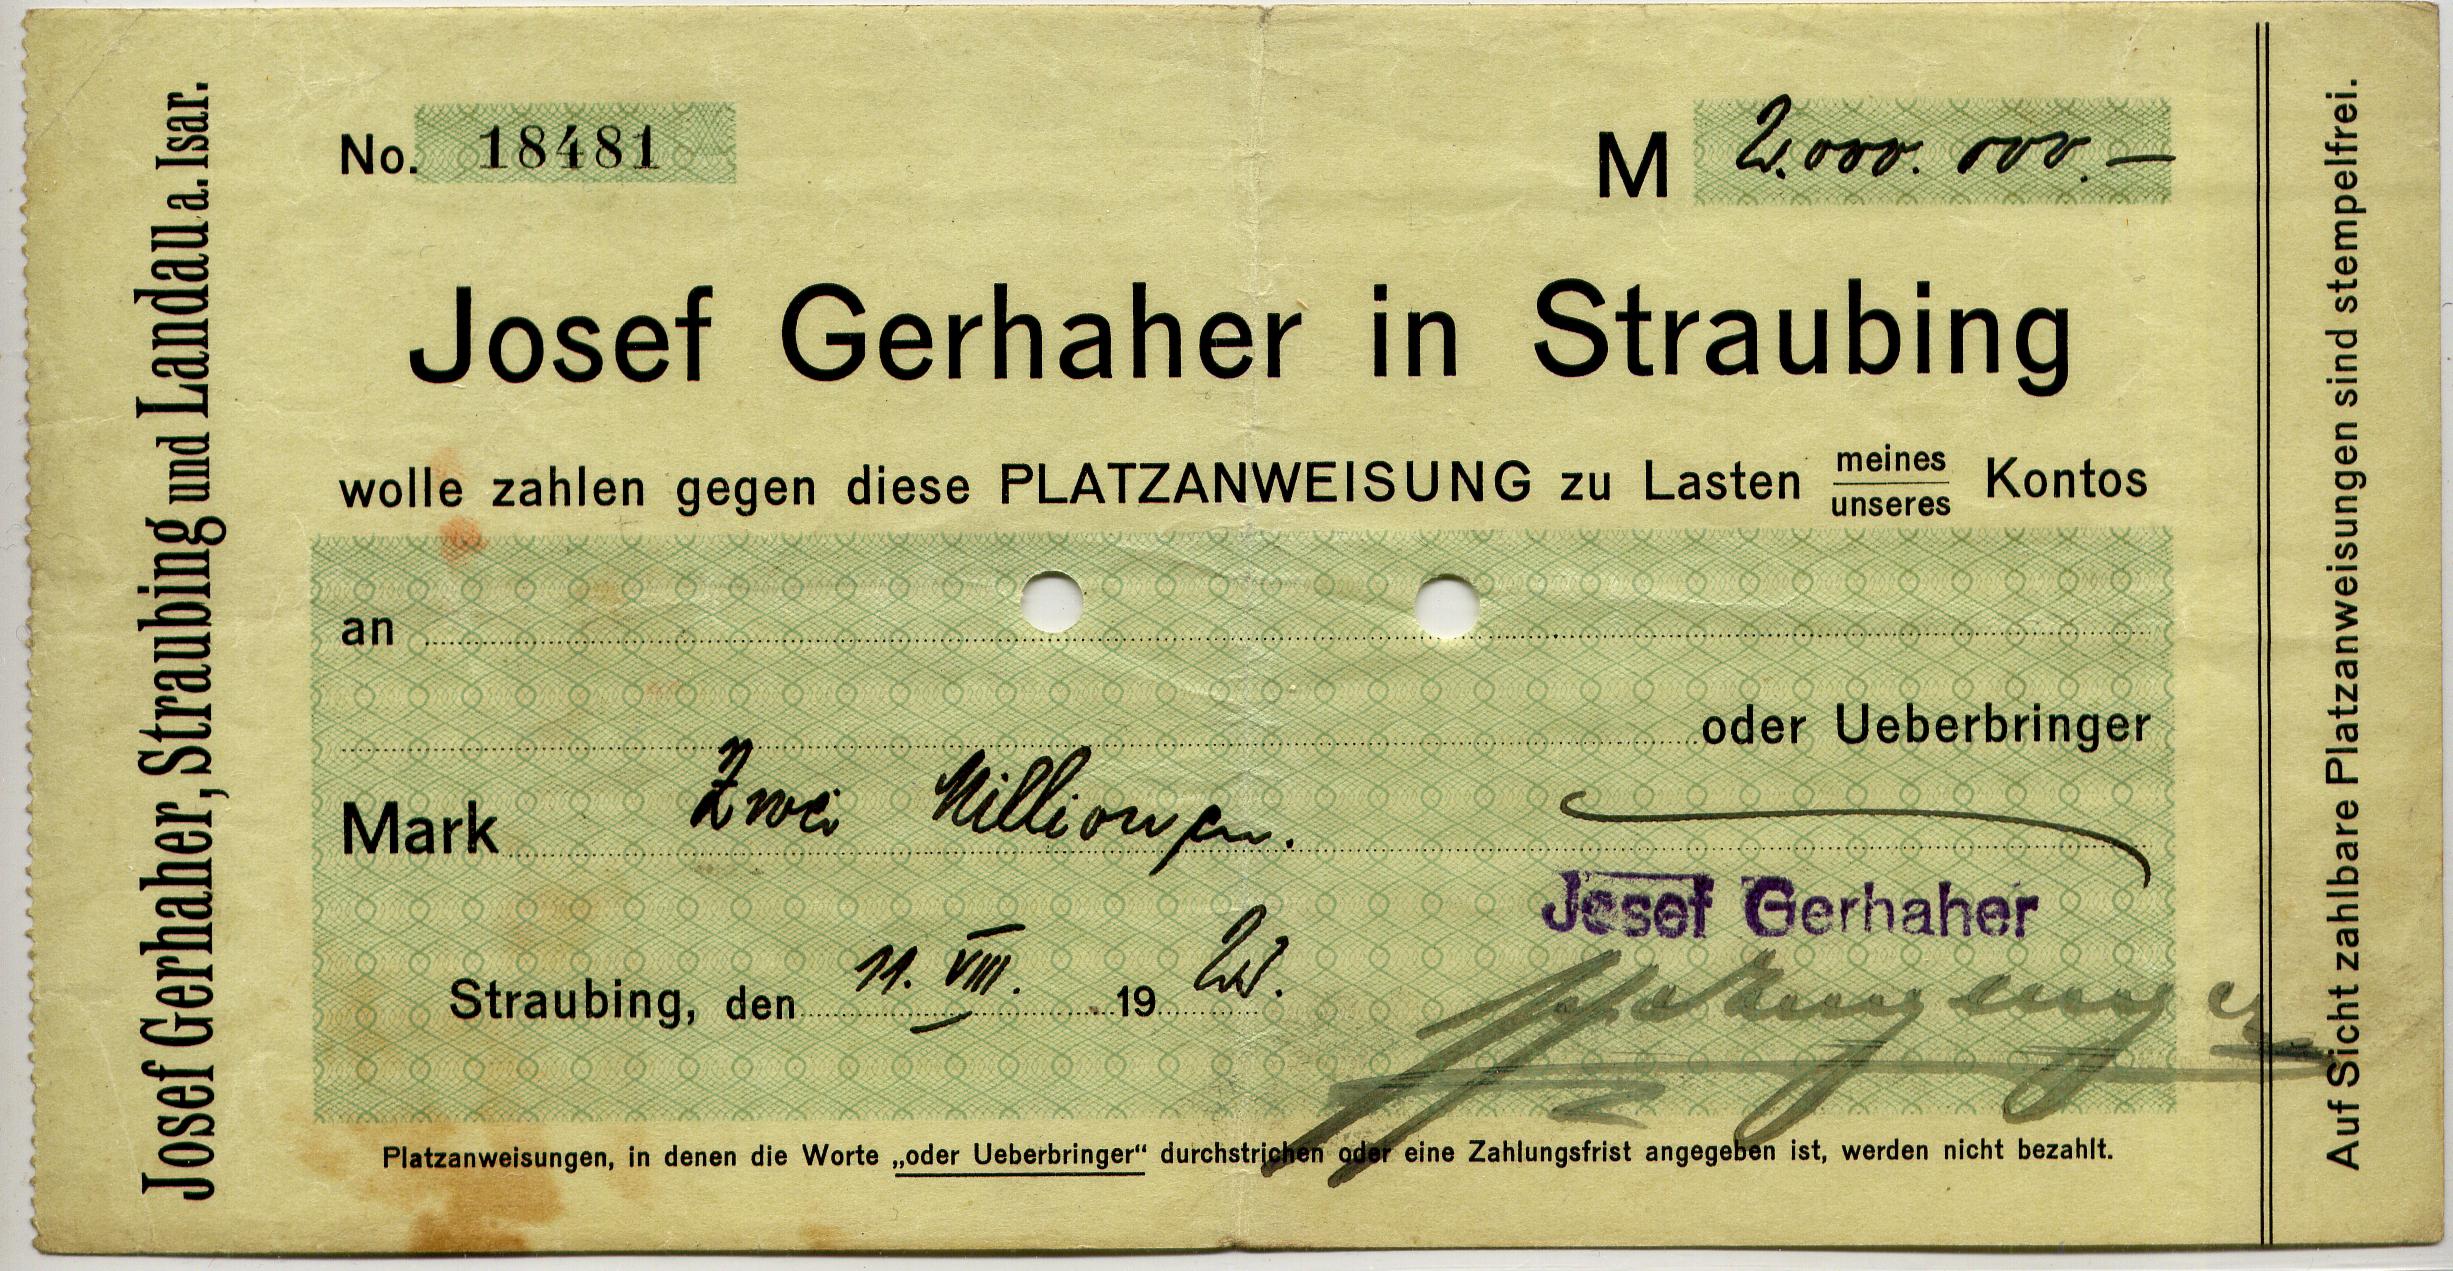 Josef Gerhaher, Straubing und Landau a. Isar.
No. 18481
M 2.000.000.—
Josef Gerhaher in Straubing
wolle zahlen gegen diese PLATZANWEISUNG zu Lasten meines Kontos
unseres
an
oder Ueberbringer
Mark Zwei Millionen.
Josef Gerhaher
Straubing, den 11. VIII. 19
Platzanweisungen, in denen die Worte „oder Ueberbringer“ durchstrichen oder eine Zahlungsfrist angegeben ist, werden nicht bezahlt.
Auf Sicht zahlbare Platzanweisungen sind stempelfrei.